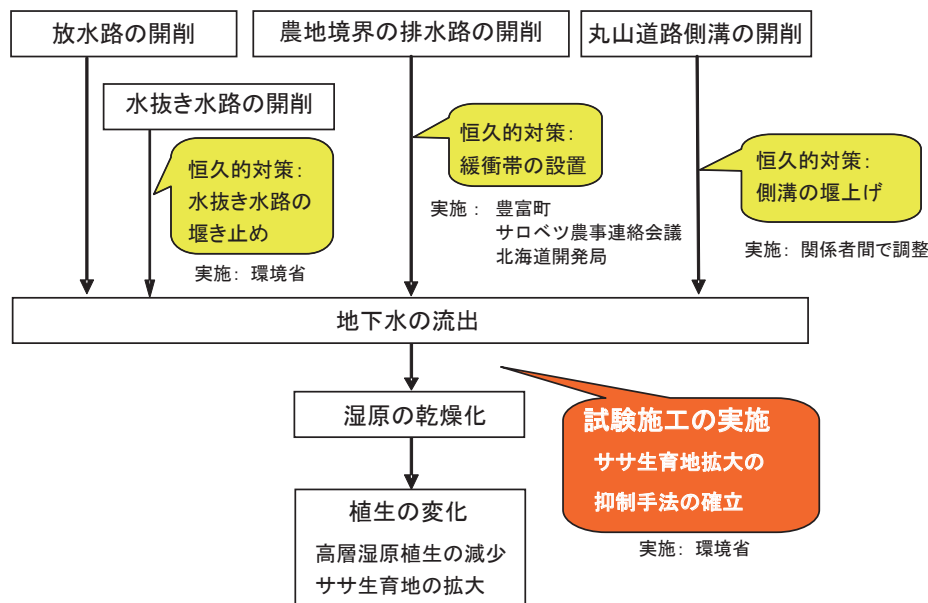 放水路の開削
農地境界の排水路の開削
丸山道路側溝の開削
水抜き水路の開削
恒久的対策：
水抜き水路の
堰き止め
実施： 環境省
恒久的対策：
緩衝帯の設置
実施： 豊富町
サロベツ農事連絡会議
北海道開発局
恒久的対策：
側溝の堰上げ
実施： 関係者間で調整
地下水の流出
湿原の乾燥化
試験施工の実施
ササ生育地拡大の
抑制手法の確立
実施： 環境省
植生の変化
高層湿原植生の減少
ササ生育地の拡大